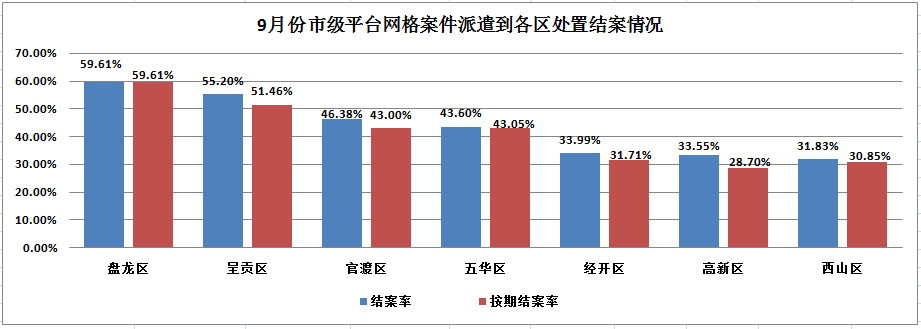 9月份市级平台网格案件派遣到各区处置结案情况
70.00%
60.00%
50.00%
40.00%
30.00%
20.00%
10.00%
0.00%
59.61%
59.61%
55.20%
51.46%
46.38%
43.00%
43.60%
43.05%
33.99%
31.71%
33.55%
28.70%
31.83%
30.85%
盘龙区
呈贡区
官渡区
五华区
经开区
高新区
西山区
结案率
按期结案率